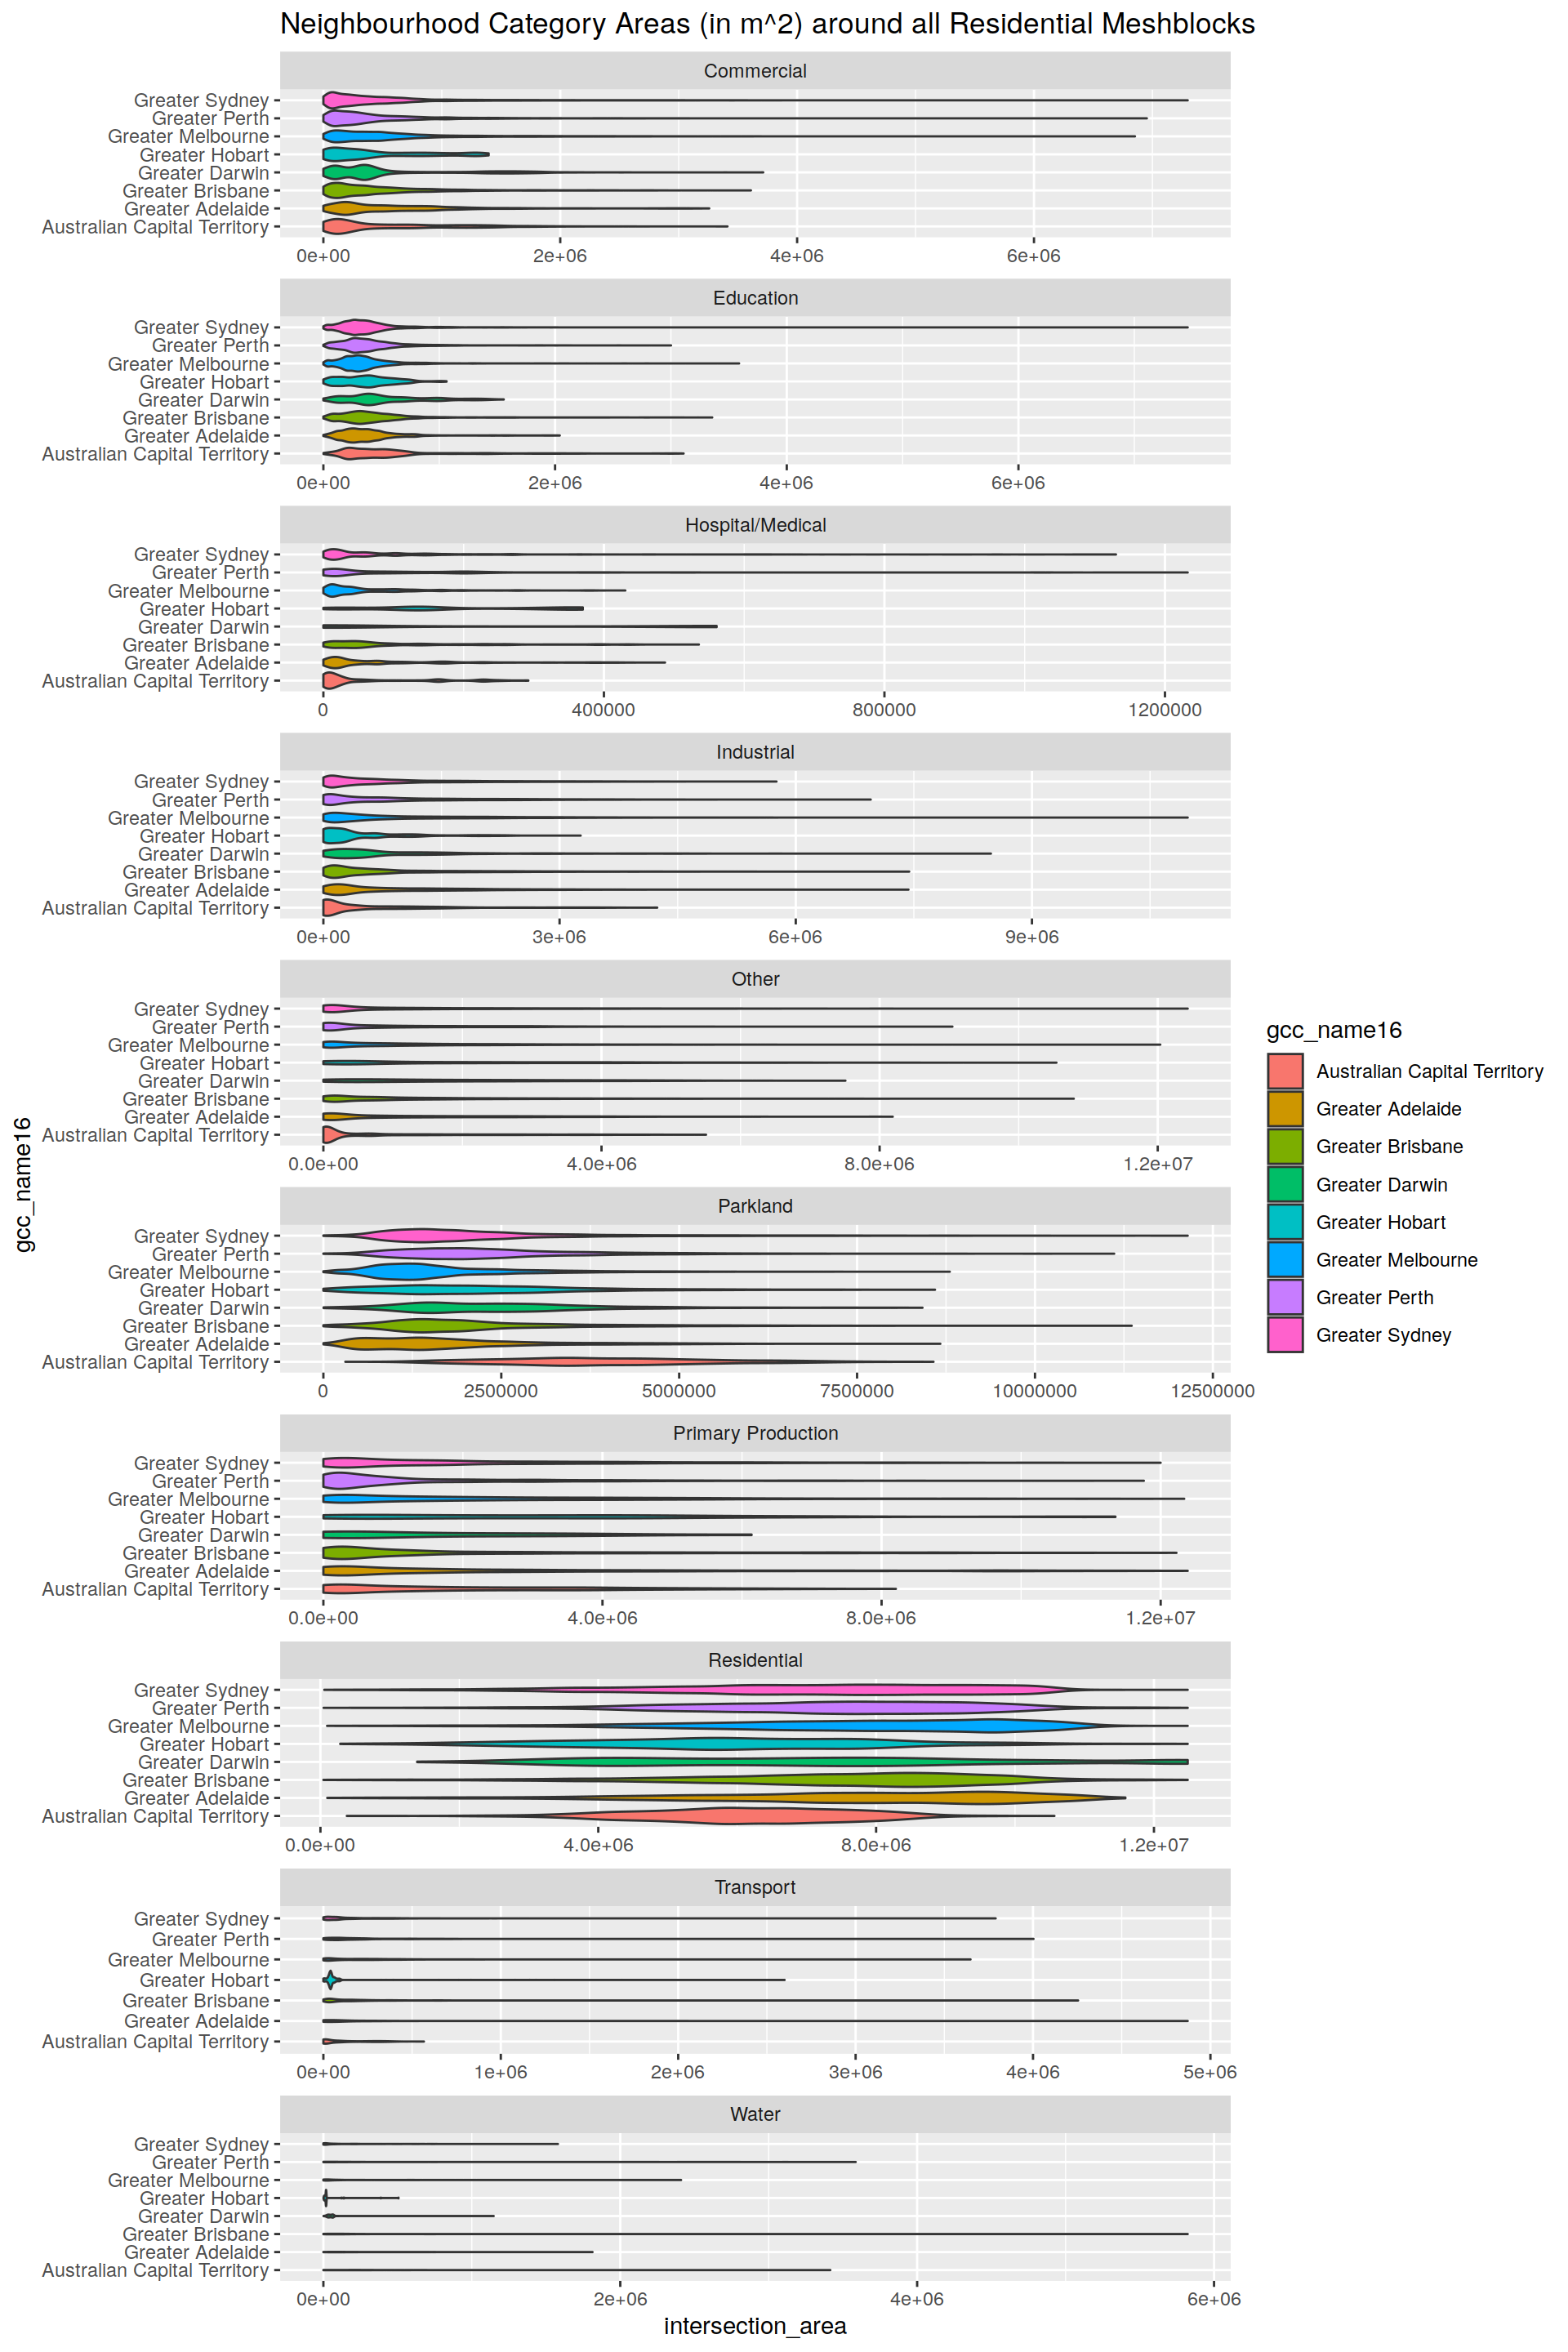 Neighbourhood Category Areas (in m^2) around all Residential Meshblocks
Commercial
Greater Sydney
Greater Perth
Greater Melbourne
Greater Hobart
Greater Darwin
Greater Brisbane
Greater Adelaide
Australian Capital Territory
0e+00 2e+06 4e+06 6e+06
Education
Greater Sydney
Greater Perth
Greater Melbourne
Greater Hobart
Greater Darwin
Greater Brisbane
Greater Adelaide
Australian Capital Territory
0e+00 2e+06 4e+06 6e+06
Hospital/Medical
Greater Sydney
Greater Perth
Greater Melbourne
Greater Hobart
Greater Darwin
Greater Brisbane
Greater Adelaide
Australian Capital Territory
0 400000 800000 1200000
Industrial
Greater Sydney
Greater Perth
Greater Melbourne
Greater Hobart
Greater Darwin
Greater Brisbane
Greater Adelaide
Australian Capital Territory
0e+00 3e+06 6e+06 9e+06
Other
Greater Sydney
Greater Perth
Greater Melbourne
Greater Hobart
Greater Darwin
Greater Brisbane
Greater Adelaide
Australian Capital Territory
0.0e+00 4.0e+06 8.0e+06 1.2e+07
Parkland
Greater Sydney
Greater Perth
Greater Melbourne
Greater Hobart
Greater Darwin
Greater Brisbane
Greater Adelaide
Australian Capital Territory
0 2500000 5000000 7500000 10000000 12500000
Primary Production
Greater Sydney
Greater Perth
Greater Melbourne
Greater Hobart
Greater Darwin
Greater Brisbane
Greater Adelaide
Australian Capital Territory
0.0e+00 4.0e+06 8.0e+06 1.2e+07
Residential
Greater Sydney
Greater Perth
Greater Melbourne
Greater Hobart
Greater Darwin
Greater Brisbane
Greater Adelaide
Australian Capital Territory
0.0e+00 4.0e+06 8.0e+06 1.2e+07
Transport
Greater Sydney
Greater Perth
Greater Melbourne
Greater Hobart
Greater Brisbane
Greater Adelaide
Australian Capital Territory
0e+00 1e+06 2e+06 3e+06 4e+06 5e+06
Water
Greater Sydney
Greater Perth
Greater Melbourne
Greater Hobart
Greater Darwin
Greater Brisbane
Greater Adelaide
Australian Capital Territory
0e+00 2e+06 4e+06 6e+06
intersection_area
gcc_name16
gcc_name16
Australian Capital Territory
Greater Adelaide
Greater Brisbane
Greater Darwin
Greater Hobart
Greater Melbourne
Greater Perth
Greater Sydney